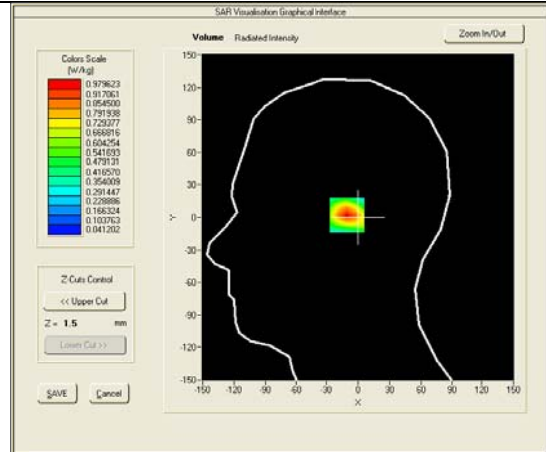 SAR Visualisation Graphical Interface
Volume Radiated Intensity
Zoom In/Out
Colors Scale
(W/kg)
0.979623
0.917061
0.854500
0.791938
0.729377
0.666816
0.604254
0.541693
0.479131
0.416570
0.354009
0.291447
0.228886
0.166324
0.103763
0.041202
Z-Cuts Control
<< Upper Cut
Z = 1.5 mm
Lower Cut >>
SAVE Cancel
150
120
90
60
30
0
-30
-60
-90
-120
-150
Y
-150 -120 -90 -60 -30 0 30 60 90 120 150
X